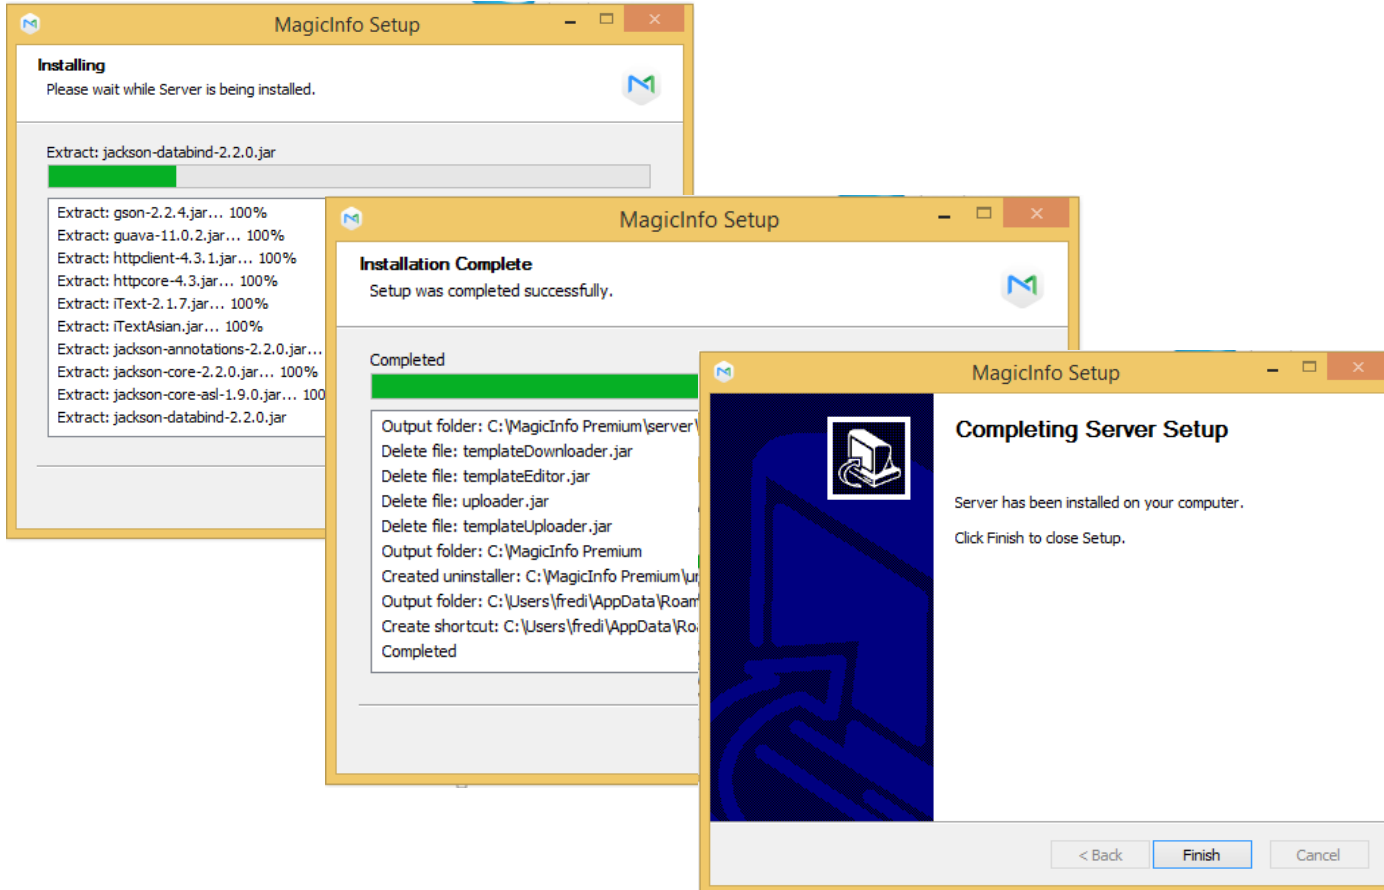 MagicInfo Setup
Installing
Please wait while Server is being installed.
Extract: jackson-databind-2.2.0.jar
Extract: gson-2.2.4.jar... 100%
Extract: guava-11.0.2.jar... 100%
Extract: httpclient-4.3.1.jar... 100%
Extract: httpcore-4.3.jar... 100%
Extract: iText-2.1.7.jar... 100%
Extract: iTextAsian.jar... 100%
Extract: jackson-annotations-2.2.0.jar...
Extract: jackson-core-2.2.0.jar... 100%
Extract: jackson-core-asl-1.9.0.jar... 100
Extract: jackson-databind-2.2.0.jar
MagicInfo Setup
Installation Complete
Setup was completed successfully.
Completed
Output folder: C:\MagicInfo Premium\server\
Delete file: templateDownloader.jar
Delete file: templateEditor.jar
Delete file: uploader.jar
Delete file: templateUploader.jar
Output folder: C:\MagicInfo Premium
Created uninstaller: C:\MagicInfo Premium\
Output folder: C:\Users\fredi\AppData\Roam
Create shortcut: C:\Users\fredi\AppData\Ro
Completed
MagicInfo Setup
Completing Server Setup
Server has been installed on your computer.
Click Finish to close Setup.
< Back
Finish
Cancel